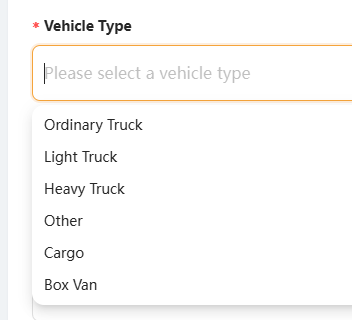 * Vehicle Type
Please select a vehicle type
Ordinary Truck
Light Truck
Heavy Truck
Other
Cargo
Box Van